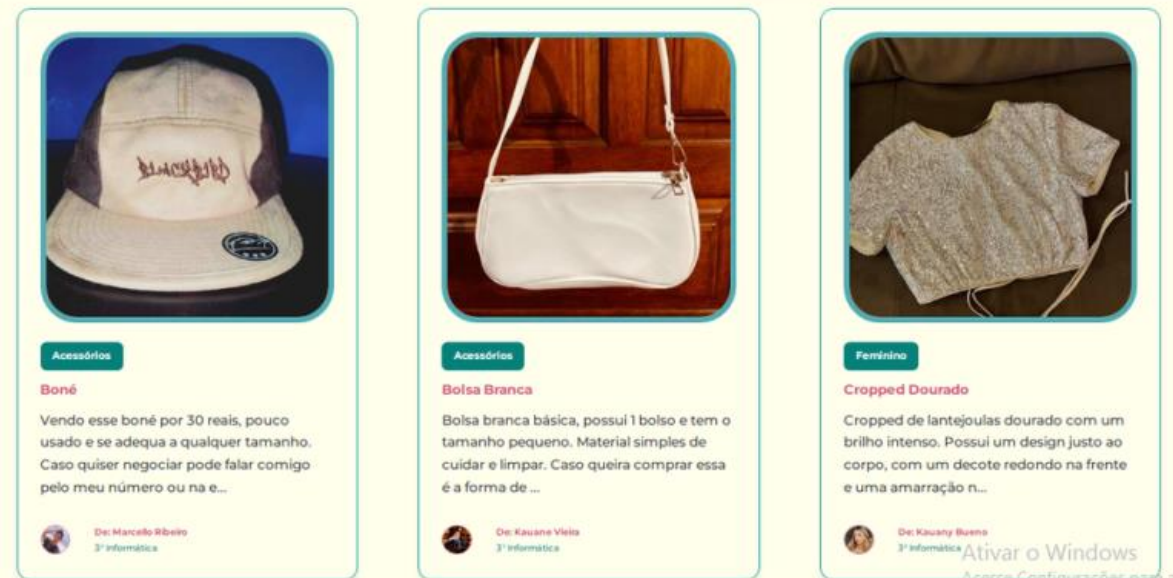 Acessórios
Boné
Vendo esse boné por 30 reais, pouco
usado e se adequa a qualquer tamanho.
Caso quiser negociar pode falar comigo
pelo meu número ou na e...
De: Marcello Ribeiro
3° Informática
Acessórios
Bolsa Branca
Bolsa branca básica, possui 1 bolso e tem o
tamanho pequeno. Material simples de
cuidar e limpar. Caso queira comprar essa
é a forma de ...
De: Kauane Vieira
3° Informática
Feminino
Cropped Dourado
Cropped de lantejoulas dourado com um
brilho intenso. Possui um design justo ao
corpo, com um decote redondo na frente
e uma amarração n...
De: Kauany Bueno
3° Informática
Ativar o Windows